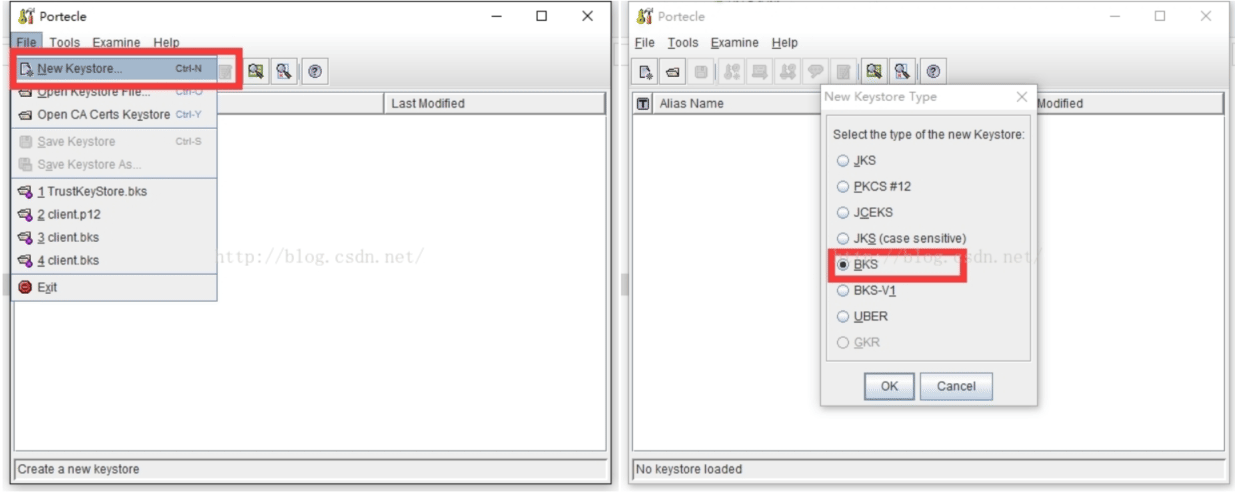 Portecle
File Tools Examine Help
New Keystore... Ctrl-N
Open Keystore File... Ctrl-O
Open CA Certs Keystore Ctrl-Y
Save Keystore Ctrl-S
Save Keystore As...
1 TrustKeyStore.bks
2 client.p12
3 client.bks
4 client.bks
Exit
Last Modified
http://blog.csdn.net/
Create a new keystore
Portecle
File Tools Examine Help
Alias Name
Modified
New Keystore Type
Select the type of the new Keystore:
JKS
PKCS #12
JCEKS
JKS (case sensitive)
BKS
BKS-V1
UBER
GKR
OK Cancel
No keystore loaded